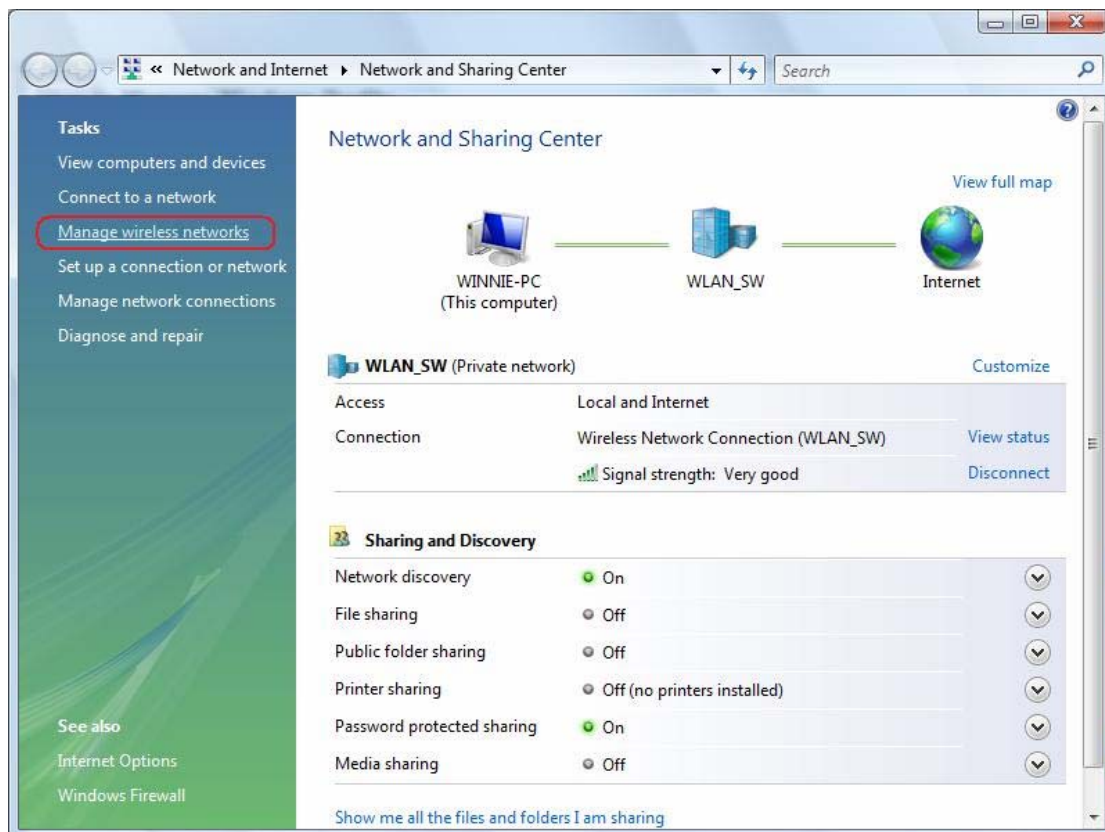 « Network and Internet ▸ Network and Sharing Center
Search
Tasks
View computers and devices
Connect to a network
Manage wireless networks
Set up a connection or network
Manage network connections
Diagnose and repair
See also
Internet Options
Windows Firewall
Network and Sharing Center
View full map
WINNIE-PC
(This computer)
WLAN_SW
Internet
WLAN_SW (Private network)
Customize
Access Local and Internet
Connection Wireless Network Connection (WLAN_SW) View status
Signal strength: Very good Disconnect
Sharing and Discovery
Network discovery On
File sharing Off
Public folder sharing Off
Printer sharing Off (no printers installed)
Password protected sharing On
Media sharing Off
Show me all the files and folders I am sharing